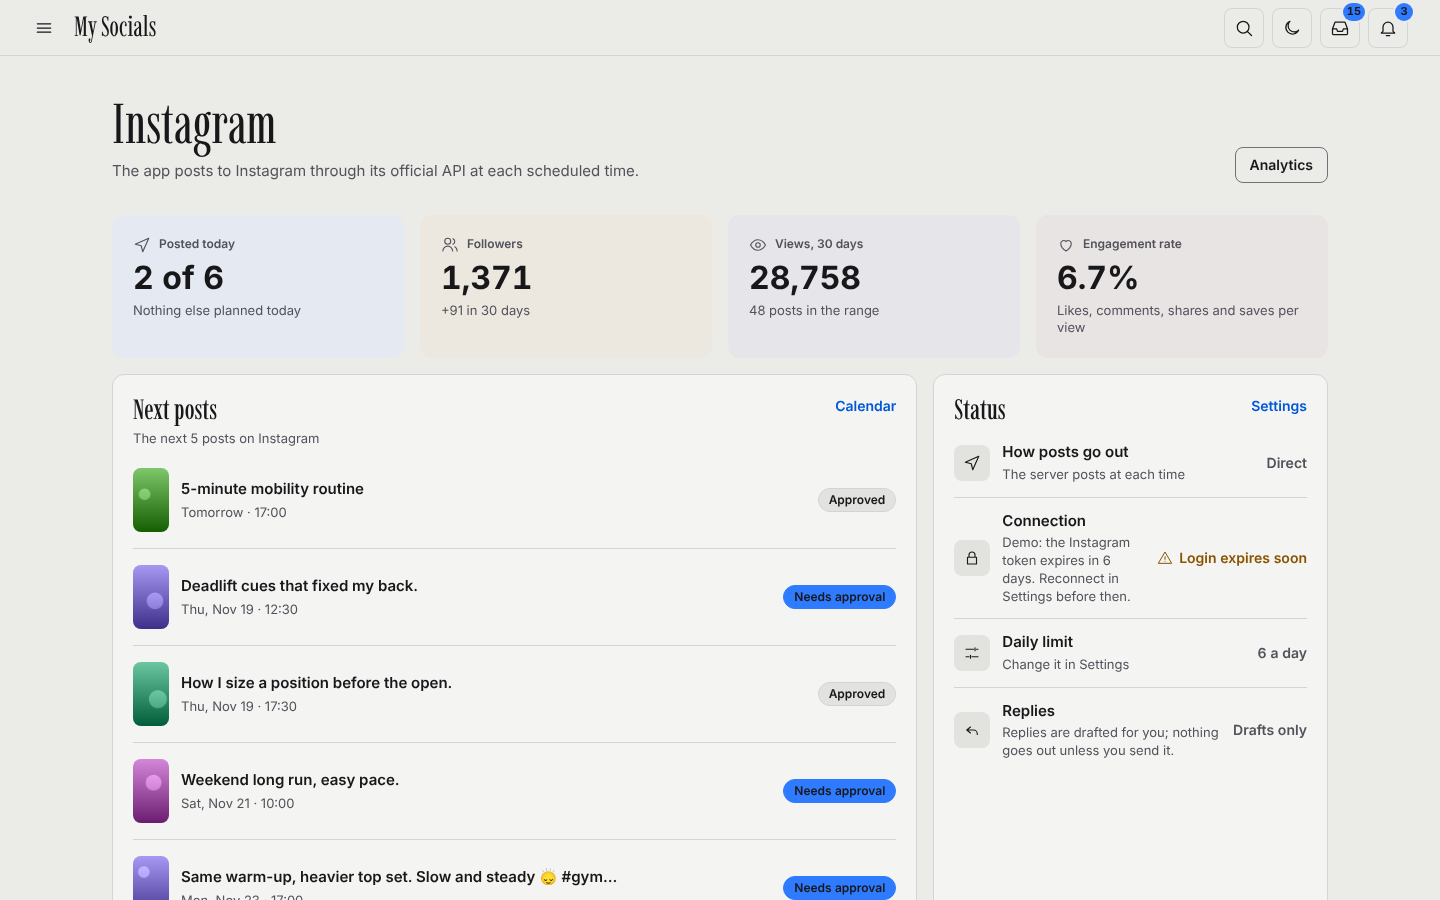 My Socials
15
3
Instagram
The app posts to Instagram through its official API at each scheduled time.
Analytics
Posted today
2 of 6
Nothing else planned today
Followers
1,371
+91 in 30 days
Views, 30 days
28,758
48 posts in the range
Engagement rate
6.7%
Likes, comments, shares and saves per
view
Next posts
Calendar
The next 5 posts on Instagram
5-minute mobility routine
Tomorrow · 17:00
Approved
Deadlift cues that fixed my back.
Thu, Nov 19 · 12:30
Needs approval
How I size a position before the open.
Thu, Nov 19 · 17:30
Approved
Weekend long run, easy pace.
Sat, Nov 21 · 10:00
Needs approval
Same warm-up, heavier top set. Slow and steady 😌 #gym...
Mon, Nov 23 · 17:00
Needs approval
Status
Settings
How posts go out
The server posts at each time
Direct
Connection
Demo: the Instagram
token expires in 6
days. Reconnect in
Settings before then.
Login expires soon
Daily limit
Change it in Settings
6 a day
Replies
Replies are drafted for you; nothing
goes out unless you send it.
Drafts only